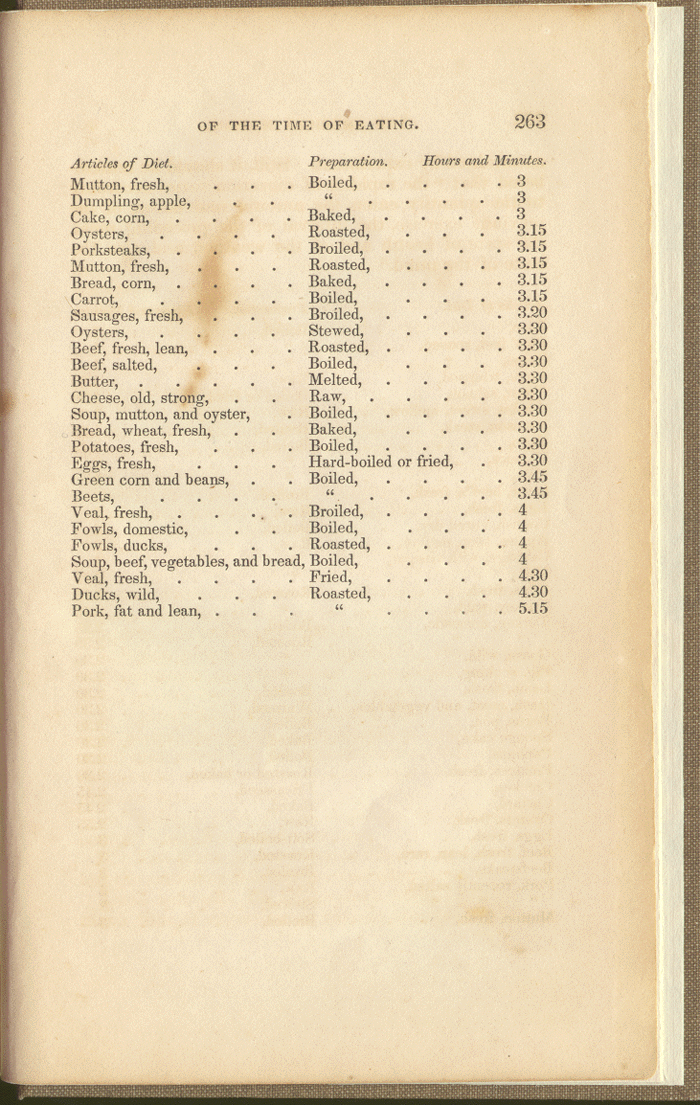 OF THE TIME OF EATING. 263
Articles of Diet. Preparation. Hours and Minutes.
Mutton, fresh, . . . Boiled, . . . . 3
Dumpling, apple, . . “ . . . . 3
Cake, corn, . . . . Baked, . . . . 3
Oysters, . . . . Roasted, . . . 3.15
Porksteaks, . . . . Broiled, . . . . 3.15
Mutton, fresh, . . . Roasted, . . . 3.15
Bread, corn, . . . . Baked, . . . . 3.15
Carrot, . . . . Boiled, . . . . 3.15
Sausages, fresh, . . . Broiled, . . . . 3.20
Oysters, . . . . Stewed, . . . 3.30
Beef, fresh, lean, . . . Roasted, . . . . 3.30
Beef, salted, . . . Boiled, . . . 3.30
Butter, . . . . . Melted, . . . . 3.30
Cheese, old, strong, . . Raw, . . . . 3.30
Soup, mutton, and oyster, . Boiled, . . . . 3.30
Bread, wheat, fresh, . . Baked, . . . 3.30
Potatoes, fresh, . . . Boiled, . . . . 3.30
Eggs, fresh, . . . Hard-boiled or fried, . 3.30
Green corn and beans, . . Boiled, . . . . 3.45
Beets, . . . . “ . . . . 3.45
Veal, fresh, . . . . Broiled, . . . . 4
Fowls, domestic, . . Boiled, . . . 4
Fowls, ducks, . . . Roasted, . . . . 4
Soup, beef, vegetables, and bread, Boiled, . . . 4
Veal, fresh, . . . . Fried, . . . . 4.30
Ducks, wild, . . . Roasted, . . . 4.30
Pork, fat and lean, . . . “ . . . . 5.15